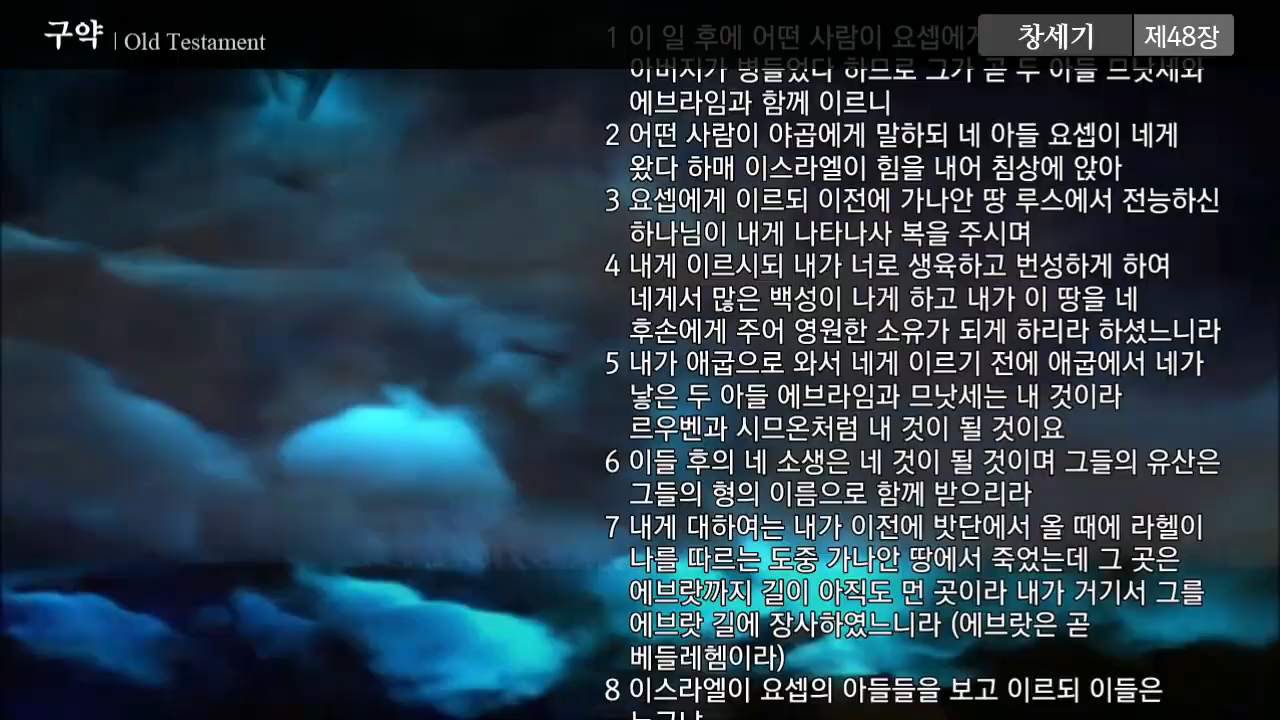 구약 | Old Testament
창세기 제48장
1 이 일 후에 어떤 사람이 요셉에게
아버지가 병들었다 하므로 그가 곧 두 아들 므낫세와
에브라임과 함께 이르니
2 어떤 사람이 야곱에게 말하되 네 아들 요셉이 네게
왔다 하매 이스라엘이 힘을 내어 침상에 앉아
3 요셉에게 이르되 이전에 가나안 땅 루스에서 전능하신
하나님이 내게 나타나사 복을 주시며
4 내게 이르시되 내가 너로 생육하고 번성하게 하여
네게서 많은 백성이 나게 하고 내가 이 땅을 네
후손에게 주어 영원한 소유가 되게 하리라 하셨느니라
5 내가 애굽으로 와서 네게 이르기 전에 애굽에서 네가
낳은 두 아들 에브라임과 므낫세는 내 것이라
르우벤과 시므온처럼 내 것이 될 것이요
6 이들 후의 네 소생은 네 것이 될 것이며 그들의 유산은
그들의 형의 이름으로 함께 받으리라
7 내게 대하여는 내가 이전에 밧단에서 올 때에 라헬이
나를 따르는 도중 가나안 땅에서 죽었는데 그 곳은
에브랏까지 길이 아직도 먼 곳이라 내가 거기서 그를
에브랏 길에 장사하였느니라 (에브랏은 곧
베들레헴이라)
8 이스라엘이 요셉의 아들들을 보고 이르되 이들은